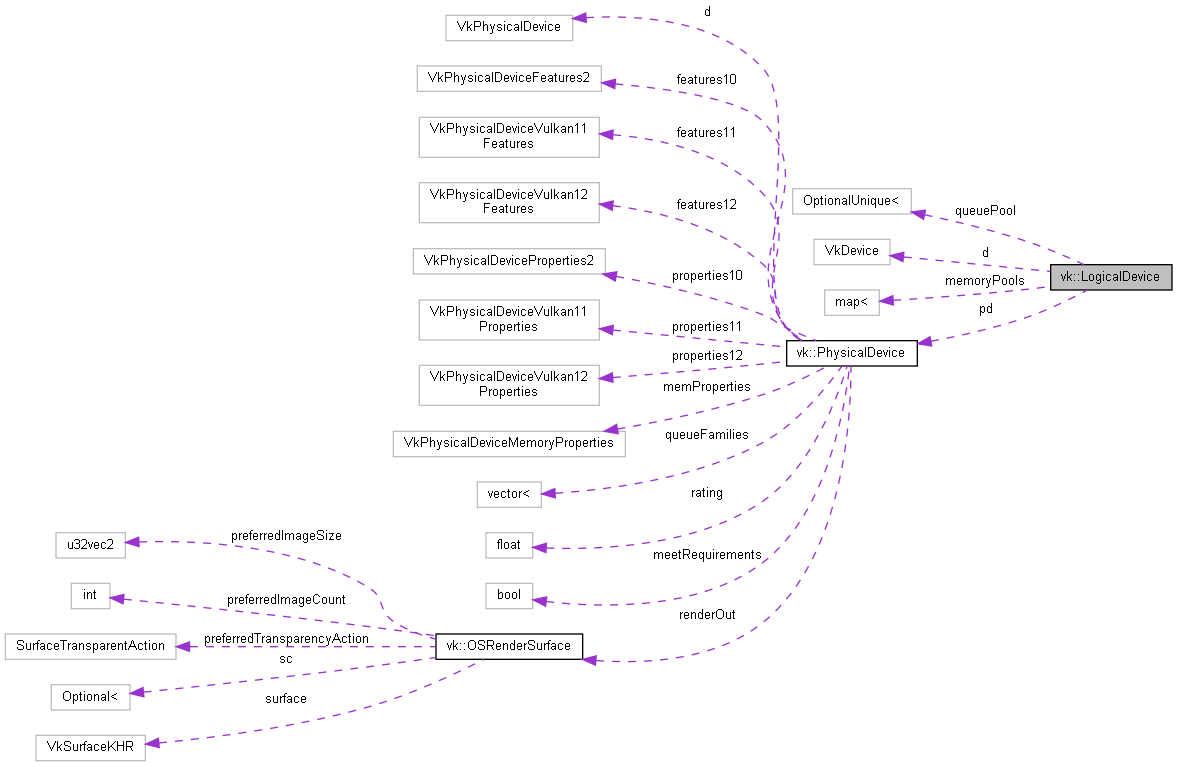 d
VkPhysicalDevice
features10
VkPhysicalDeviceFeatures2
features11
VkPhysicalDeviceVulkan11
Features
features12
VkPhysicalDeviceVulkan12
Features
OptionalUnique<
queuePool
VkDevice
d
vk::LogicalDevice
memoryPools
map<
pd
VkPhysicalDeviceProperties2
properties10
VkPhysicalDeviceVulkan11
Properties
properties11
vk::PhysicalDevice
properties12
VkPhysicalDeviceVulkan12
Properties
memProperties
VkPhysicalDeviceMemoryProperties
queueFamilies
vector<
rating
float
meetRequirements
bool
renderOut
preferredImageSize
u32vec2
int
preferredImageCount
SurfaceTransparentAction
preferredTransparencyAction
vk::OSRenderSurface
sc
Optional<
surface
VkSurfaceKHR